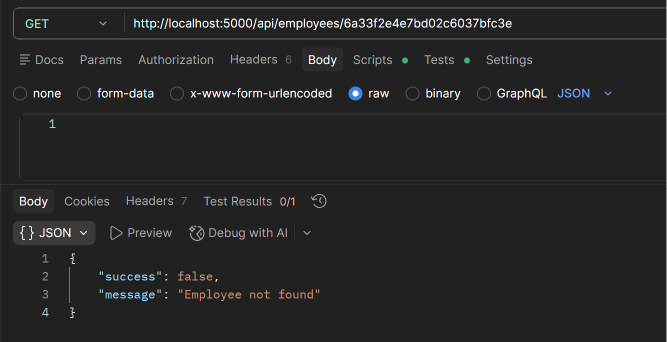 GET http://localhost:5000/api/employees/6a33f2e4e7bd02c6037bfc3e
Docs Params Authorization Headers 6 Body Scripts Tests Settings
none form-data x-www-form-urlencoded raw binary GraphQL JSON
1
Body Cookies Headers 7 Test Results 0/1
{} JSON Preview Debug with AI
1 {
2 "success": false,
3 "message": "Employee not found"
4 }